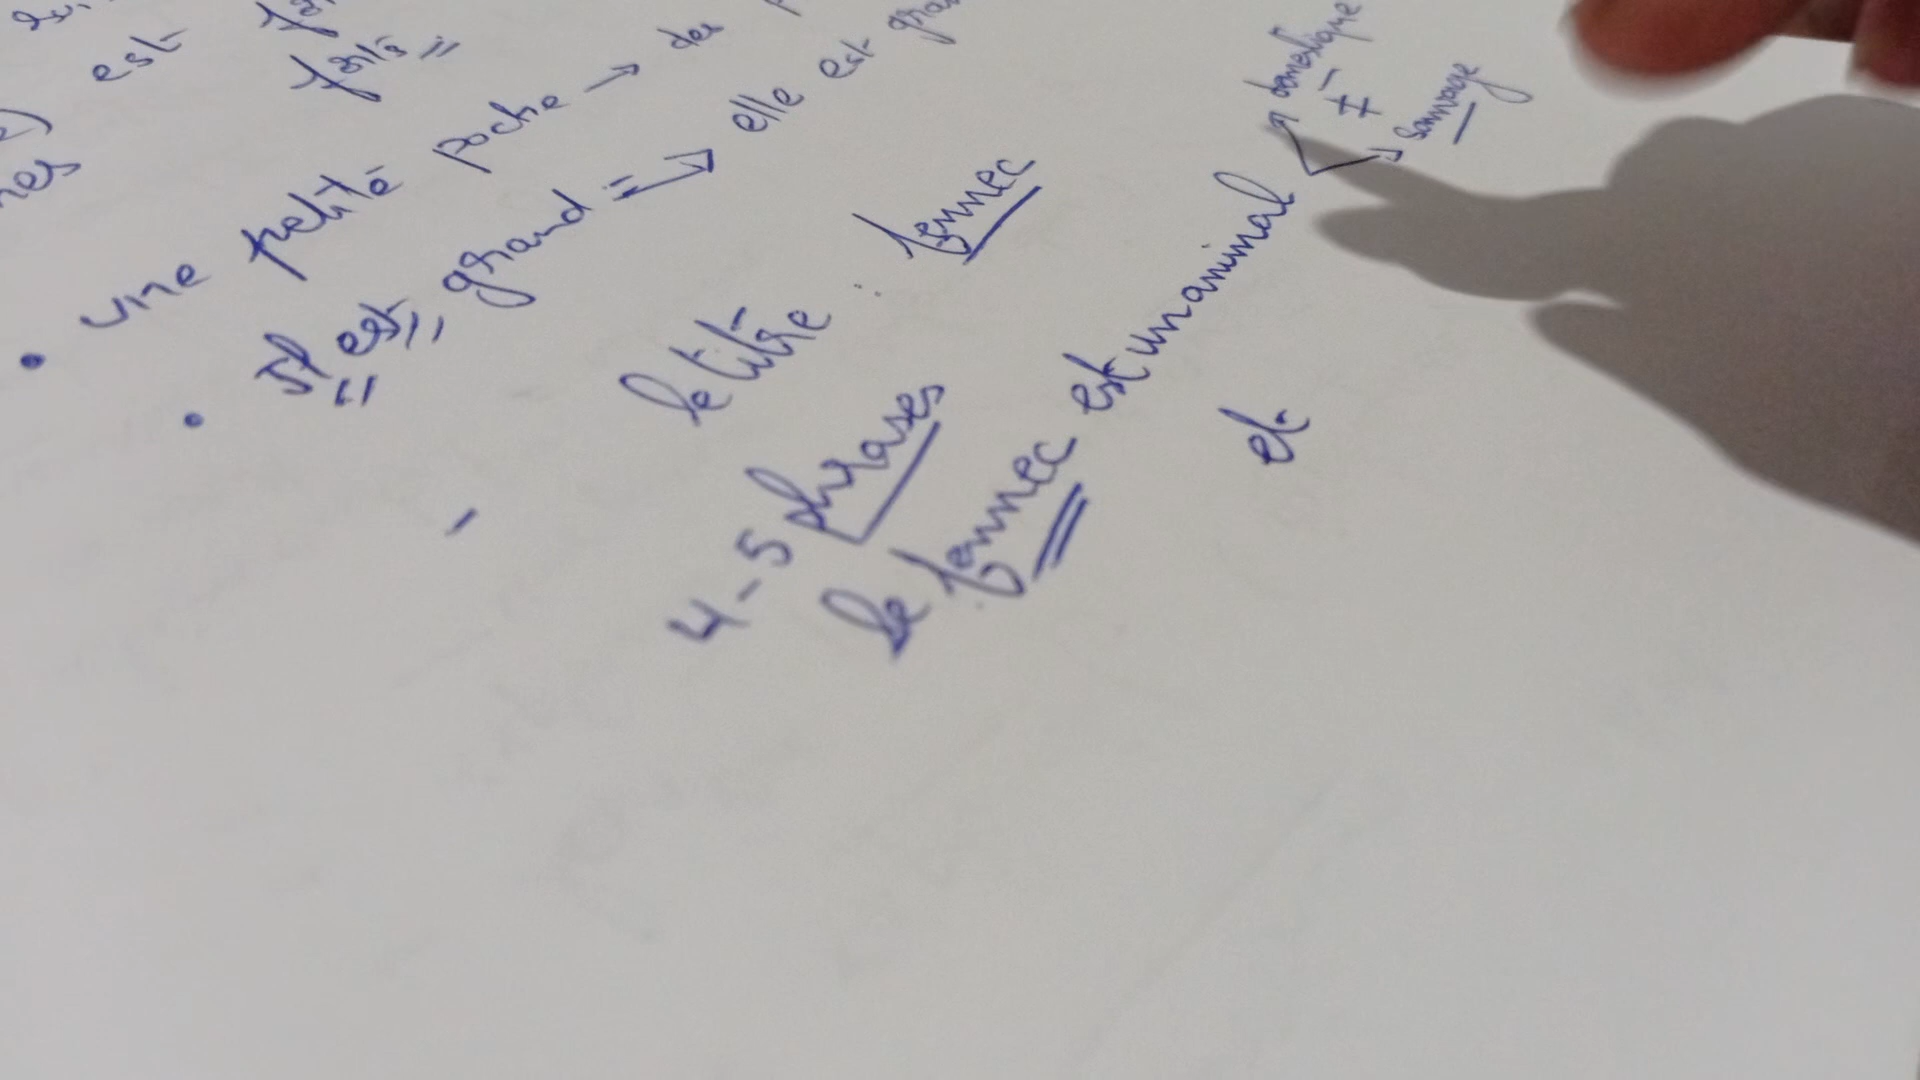 est
forts
nes
• une petite poche → des
• Il est grand → elle est
- le titre : fennec
4-5 phrases
le fennec est un animal
domestique
≠
sauvage
et